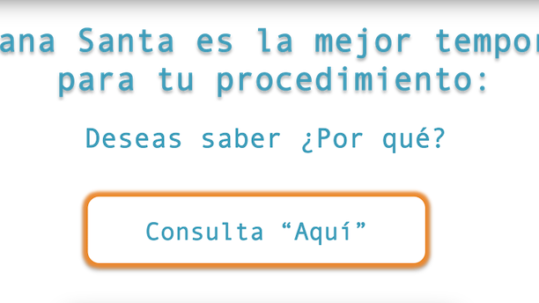 ana Santa es la mejor tempor
para tu procedimiento:
Deseas saber ¿Por qué?
Consulta “Aquí”